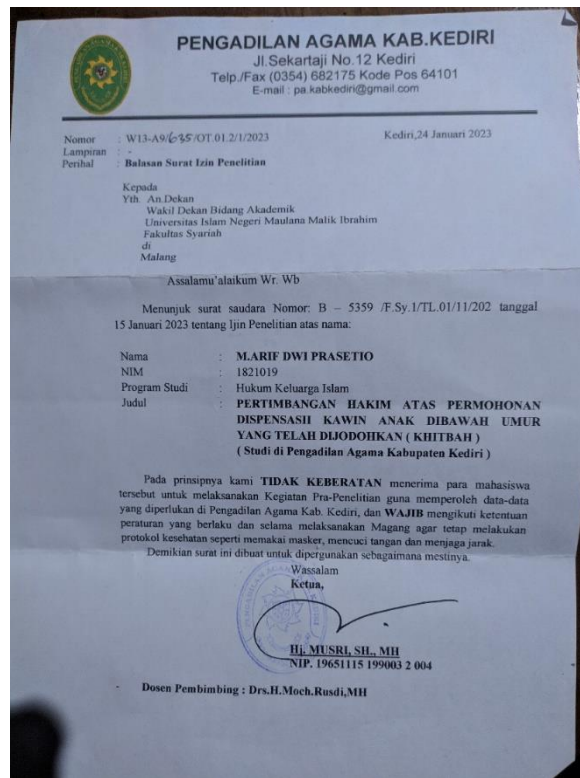 PENGADILAN AGAMA KAB.KEDIRI
Jl.Sekartaji No.12 Kediri
Telp./Fax (0354) 682175 Kode Pos 64101
E-mail : pa.kabkediri@gmail.com
Nomor : W13-A9/635/OT.01.2/1/2023 Kediri,24 Januari 2023
Lampiran : -
Perihal : Balasan Surat Izin Penelitian
Kepada
Yth. An.Dekan
Wakil Dekan Bidang Akademik
Universitas Islam Negeri Maulana Malik Ibrahim
Fakultas Syariah
di
Malang
Assalamu'alaikum Wr. Wb
Menunjuk surat saudara Nomor: B – 5359 /F.Sy.1/TL.01/11/202 tanggal
15 Januari 2023 tentang Ijin Penelitian atas nama:
Nama : M.ARIF DWI PRASETIO
NIM : 1821019
Program Studi : Hukum Keluarga Islam
Judul : PERTIMBANGAN HAKIM ATAS PERMOHONAN
DISPENSASII KAWIN ANAK DIBAWAH UMUR
YANG TELAH DIJODOHKAN ( KHITBAH )
( Studi di Pengadilan Agama Kabupaten Kediri )
Pada prinsipnya kami TIDAK KEBERATAN menerima para mahasiswa
tersebut untuk melaksanakan Kegiatan Pra-Penelitian guna memperoleh data-data
yang diperlukan di Pengadilan Agama Kab. Kediri, dan WAJIB mengikuti ketentuan
peraturan yang berlaku dan selama melaksanakan Magang agar tetap melakukan
protokol kesehatan seperti memakai masker, mencuci tangan dan menjaga jarak.
Demikian surat ini dibuat untuk dipergunakan sebagaimana mestinya.
Wassalam
Ketua,
Hj. MUSRI, SH., MH
NIP. 19651115 199003 2 004
- Dosen Pembimbing : Drs.H.Moch.Rusdi,MH